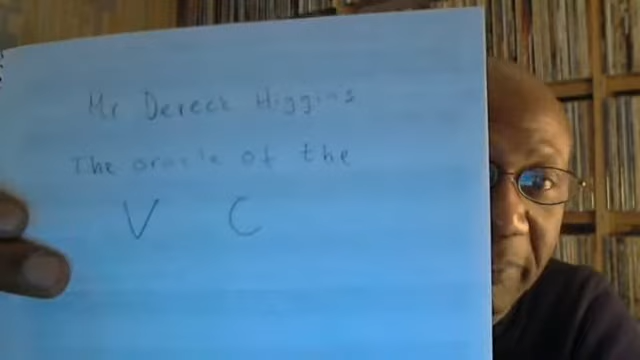 Mr Dereck Higgins
The oracle of the
V C